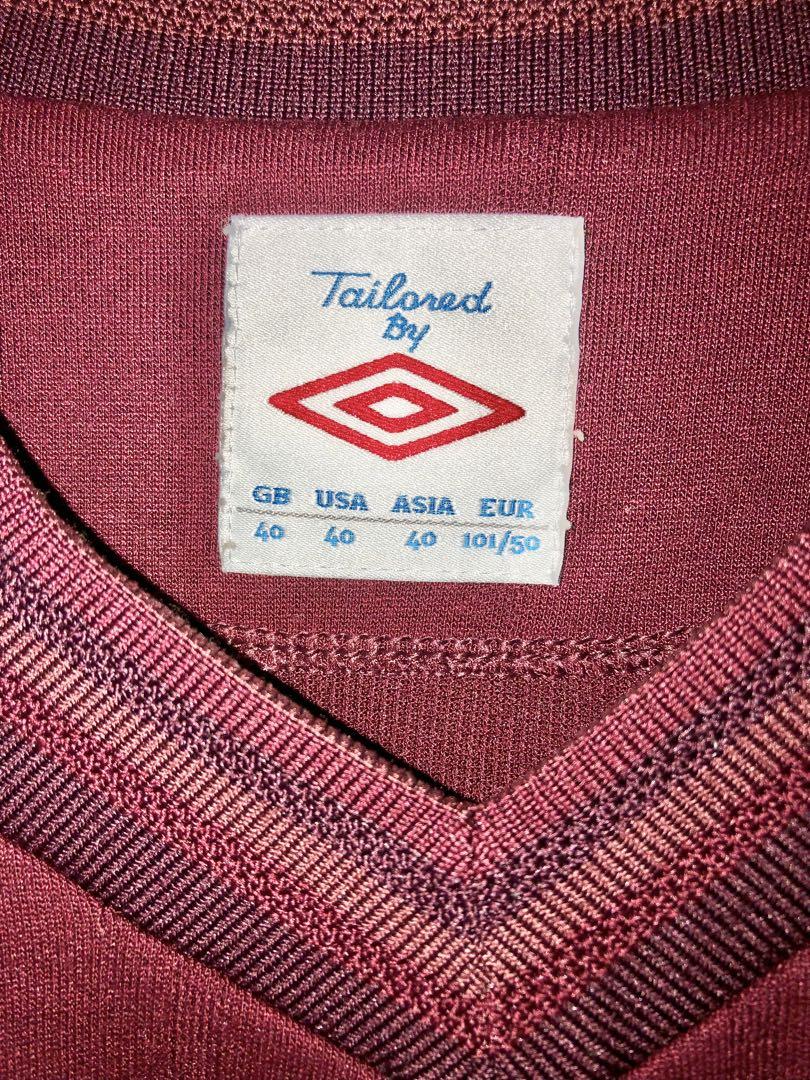 Tailored
By
GB USA ASIA EUR
40 40 40 101/50